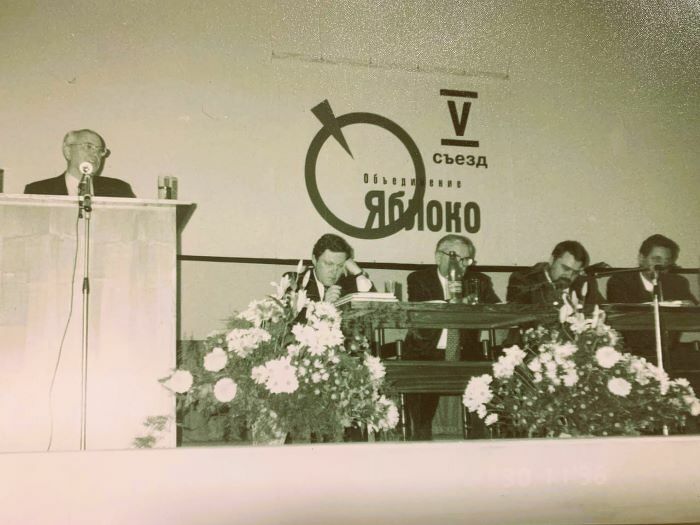 V
съезд
Объединение
Яблоко
30 11 '96